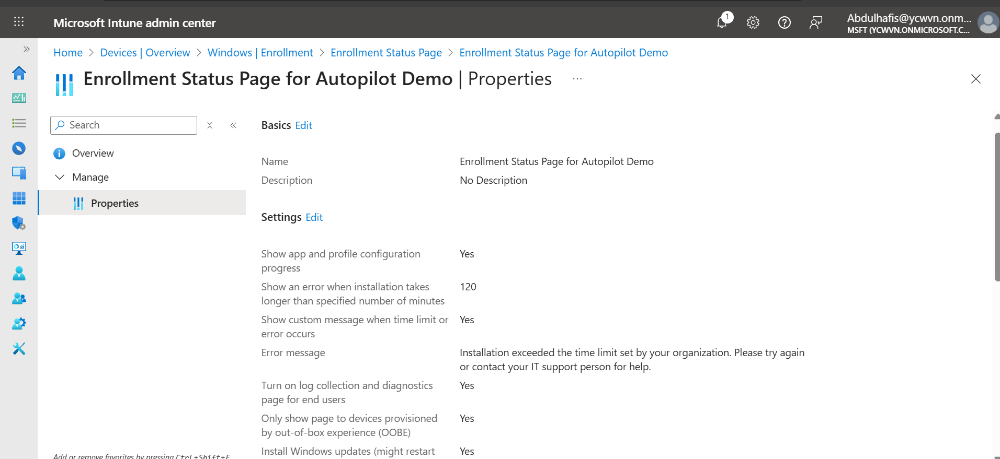 Microsoft Intune admin center
1
Abdulhafis@ycwvn.onm...
MSFT (YCWVN.ONMICROSOFT.C...
Home > Devices | Overview > Windows | Enrollment > Enrollment Status Page > Enrollment Status Page for Autopilot Demo
Enrollment Status Page for Autopilot Demo | Properties ...
Search
Overview
Manage
Properties
Basics Edit
Name Enrollment Status Page for Autopilot Demo
Description No Description
Settings Edit
Show app and profile configuration Yes
progress
Show an error when installation takes 120
longer than specified number of minutes
Show custom message when time limit or Yes
error occurs
Error message Installation exceeded the time limit set by your organization. Please try again
or contact your IT support person for help.
Turn on log collection and diagnostics Yes
page for end users
Only show page to devices provisioned Yes
by out-of-box experience (OOBE)
Install Windows updates (might restart Yes
Add or remove favorites by pressing Ctrl+Shift+F